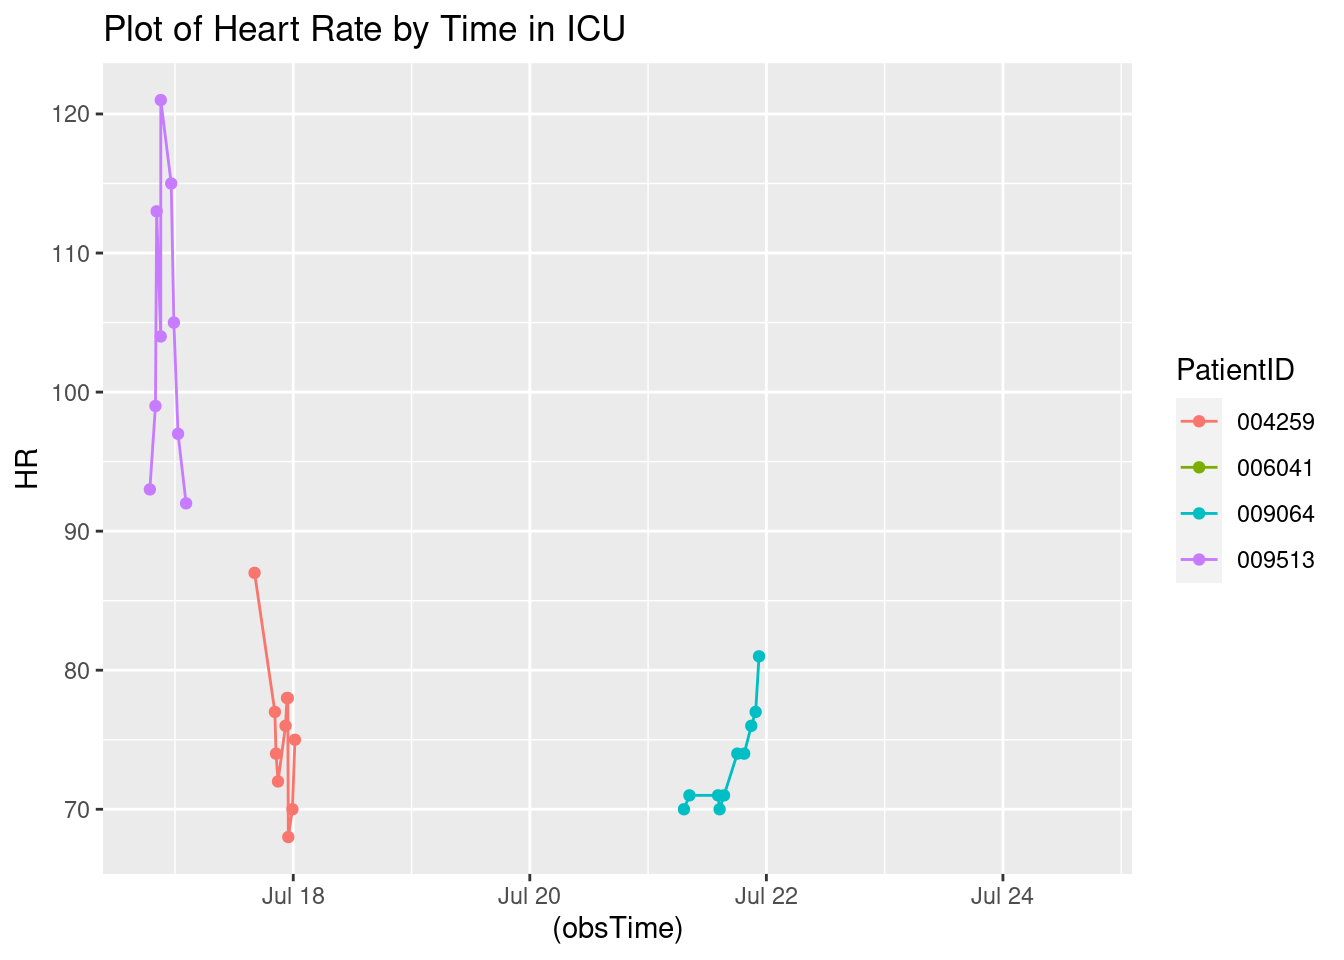 Plot of Heart Rate by Time in ICU
120
110
100
90
80
70
HR
Jul 18 Jul 20 Jul 22 Jul 24
(obsTime)
PatientID
004259
006041
009064
009513